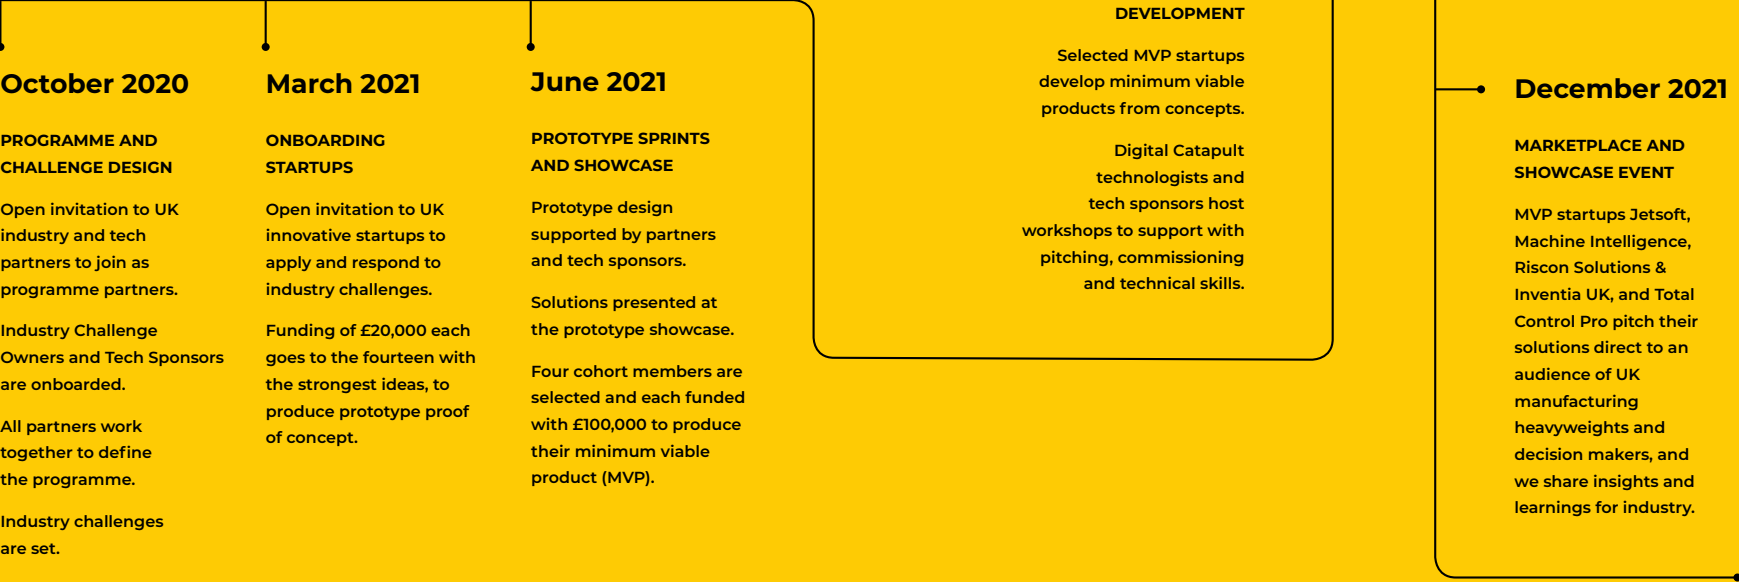 October 2020
PROGRAMME AND
CHALLENGE DESIGN
Open invitation to UK
industry and tech
partners to join as
programme partners.
Industry Challenge
Owners and Tech Sponsors
are onboarded.
All partners work
together to define
the programme.
Industry challenges
are set.
March 2021
ONBOARDING
STARTUPS
Open invitation to UK
innovative startups to
apply and respond to
industry challenges.
Funding of £20,000 each
goes to the fourteen with
the strongest ideas, to
produce prototype proof
of concept.
June 2021
PROTOTYPE SPRINTS
AND SHOWCASE
Prototype design
supported by partners
and tech sponsors.
Solutions presented at
the prototype showcase.
Four cohort members are
selected and each funded
with £100,000 to produce
their minimum viable
product (MVP).
DEVELOPMENT
Selected MVP startups
develop minimum viable
products from concepts.
Digital Catapult
technologists and
tech sponsors host
workshops to support with
pitching, commissioning
and technical skills.
December 2021
MARKETPLACE AND
SHOWCASE EVENT
MVP startups Jetsoft,
Machine Intelligence,
Riscon Solutions &
Inventia UK, and Total
Control Pro pitch their
solutions direct to an
audience of UK
manufacturing
heavyweights and
decision makers, and
we share insights and
learnings for industry.